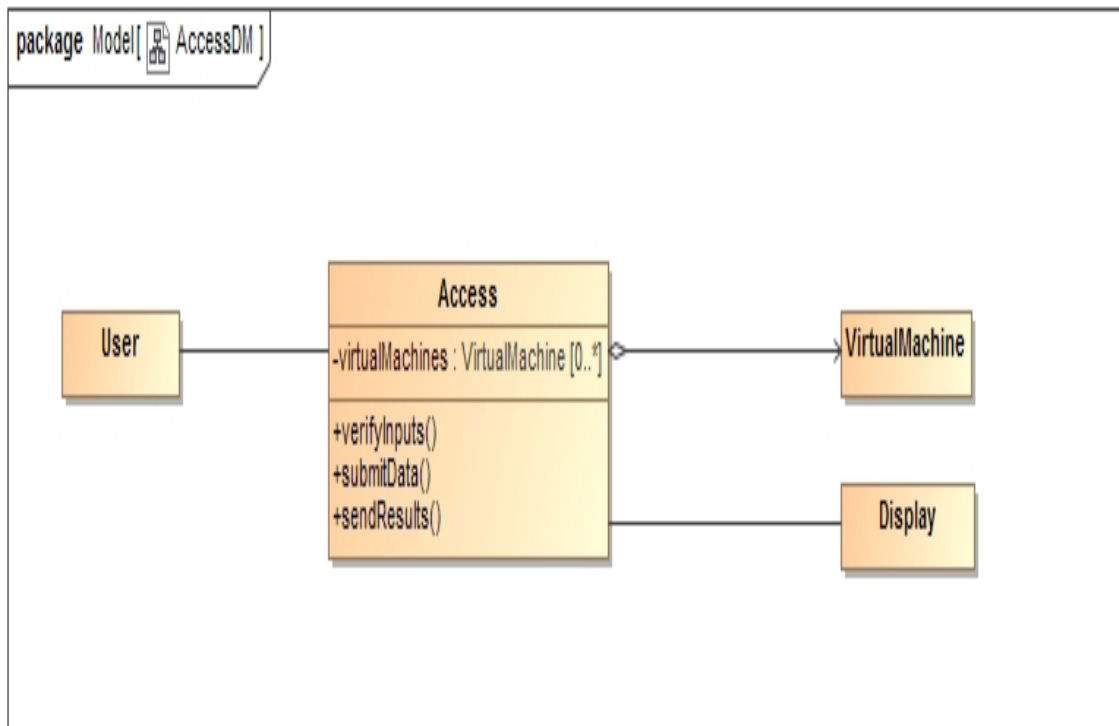 package Model[ AccessDM ]
Access
User
-virtualMachines : VirtualMachine [0..*]
VirtualMachine
+verifyInputs()
+submitData()
+sendResults()
Display